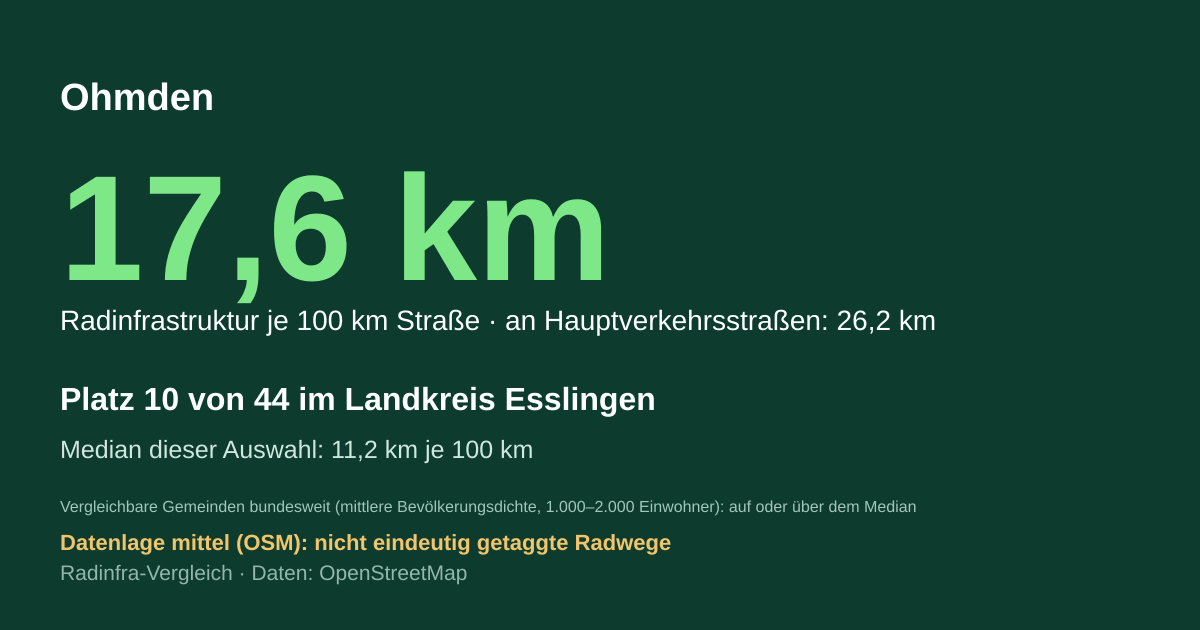 Ohmden
17,6 km
Radinfrastruktur je 100 km Straße · an Hauptverkehrsstraßen: 26,2 km
Platz 10 von 44 im Landkreis Esslingen
Median dieser Auswahl: 11,2 km je 100 km
Vergleichbare Gemeinden bundesweit (mittlere Bevölkerungsdichte, 1.000–2.000 Einwohner): auf oder über dem Median
Datenlage mittel (OSM): nicht eindeutig getaggte Radwege
Radinfra-Vergleich · Daten: OpenStreetMap